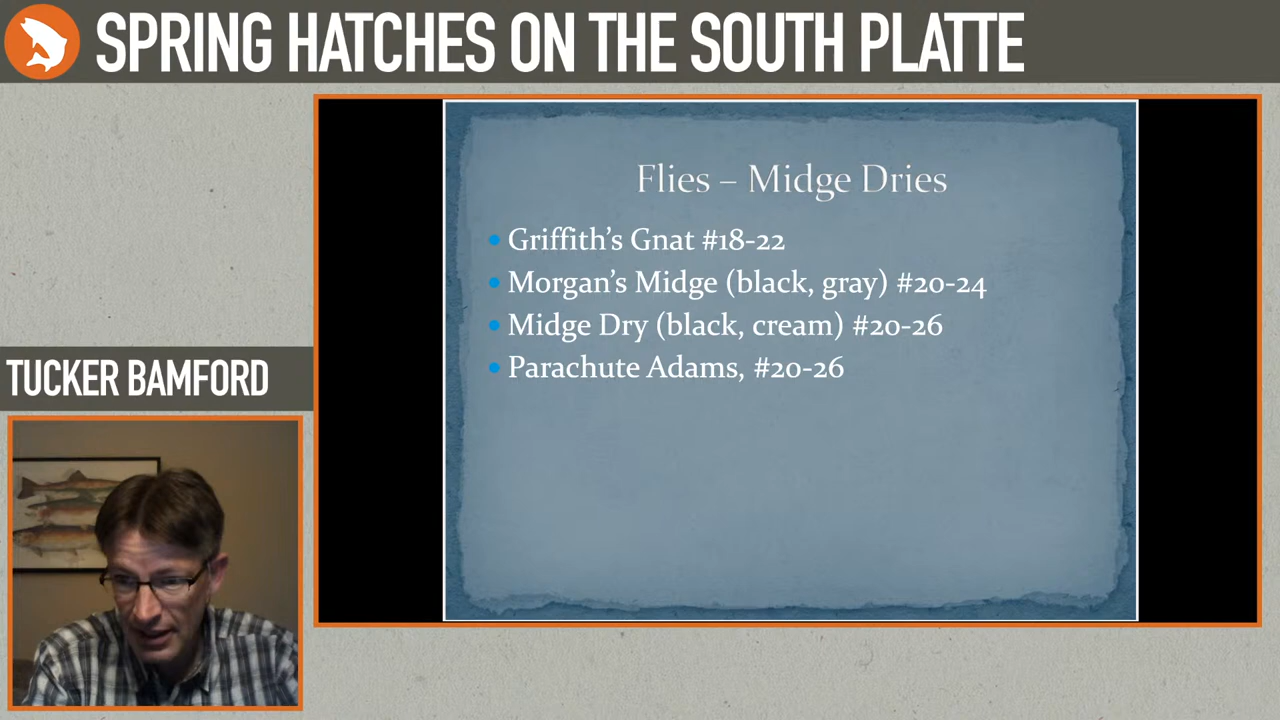 SPRING HATCHES ON THE SOUTH PLATTE
Flies – Midge Dries
• Griffith's Gnat #18-22
• Morgan's Midge (black, gray) #20-24
• Midge Dry (black, cream) #20-26
• Parachute Adams, #20-26
TUCKER BAMFORD